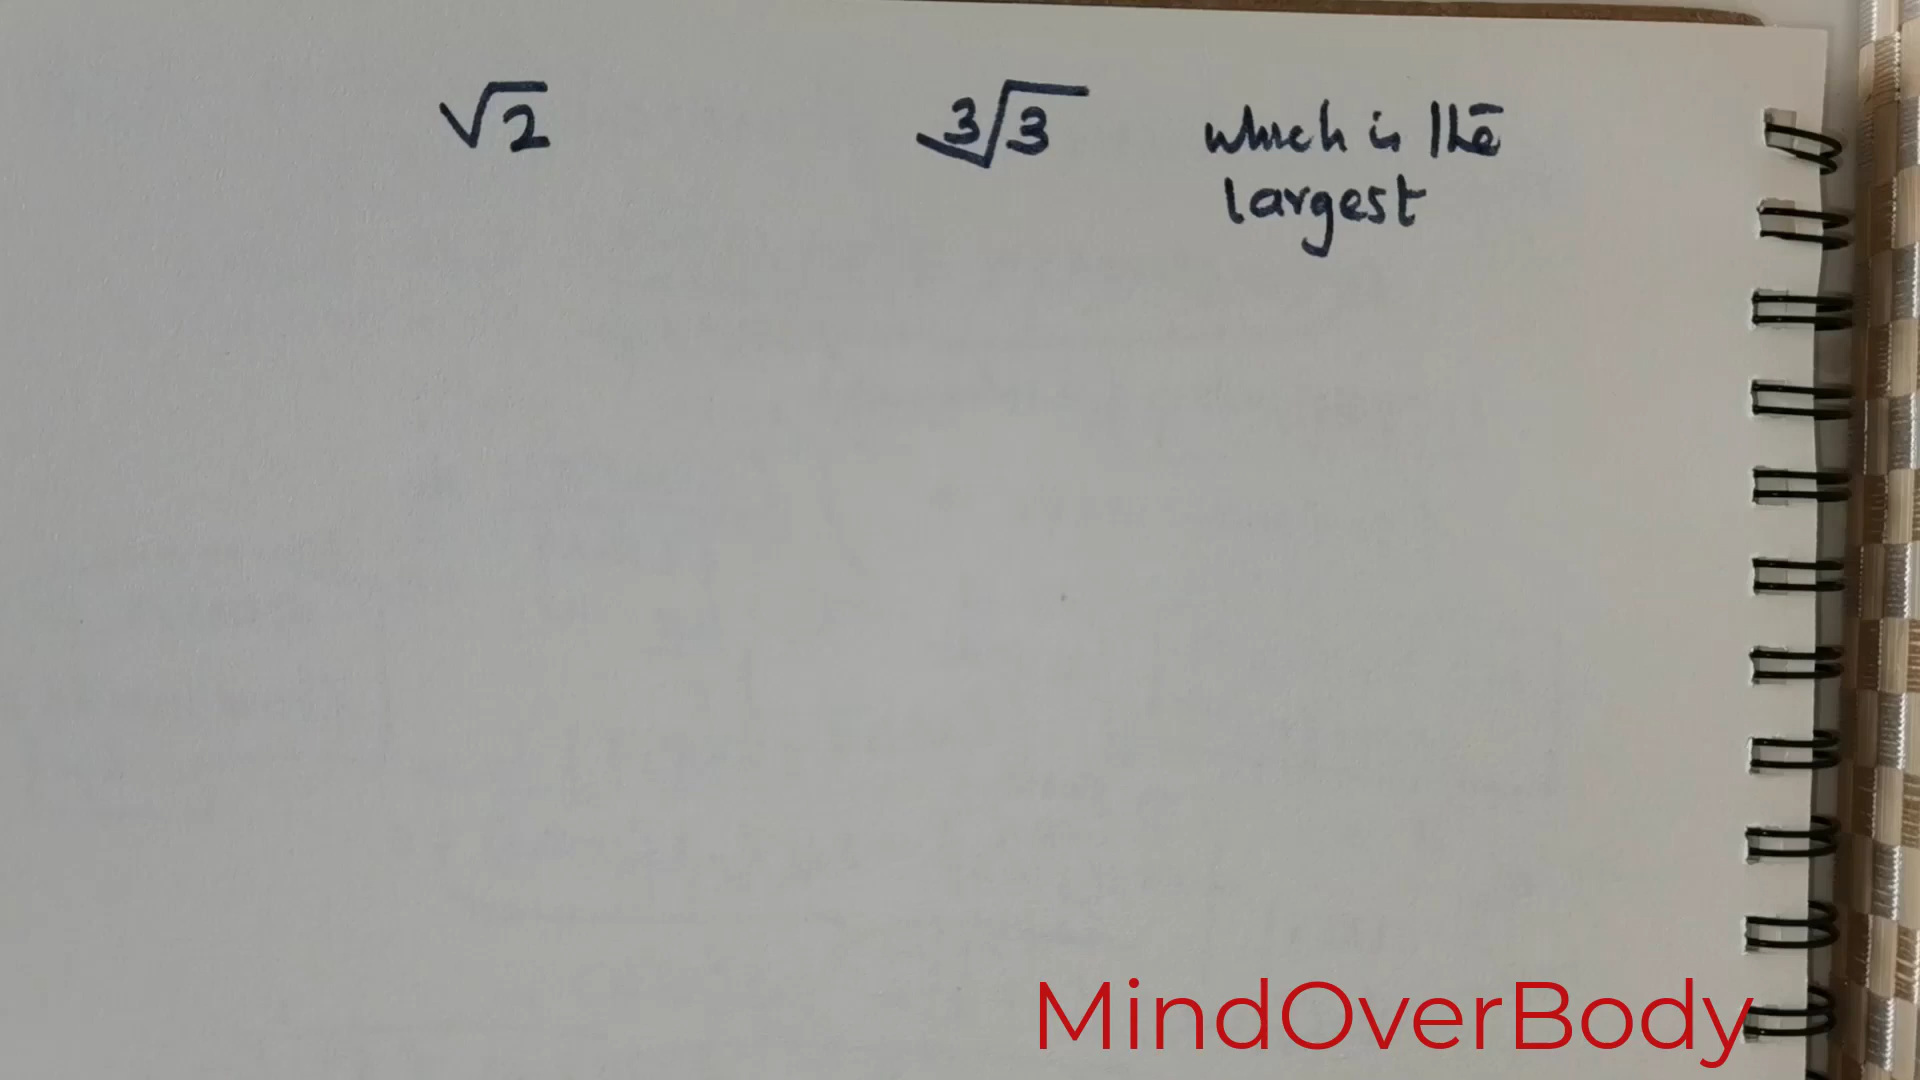 √2 ∛3 which is the
largest
MindOverBody